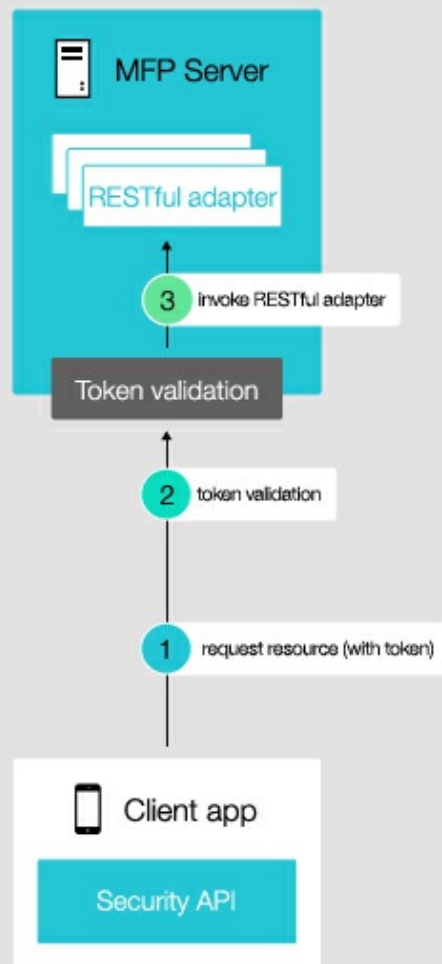 MFP Server
RESTful adapter
3 invoke RESTful adapter
Token validation
2 token validation
1 request resource (with token)
Client app
Security API